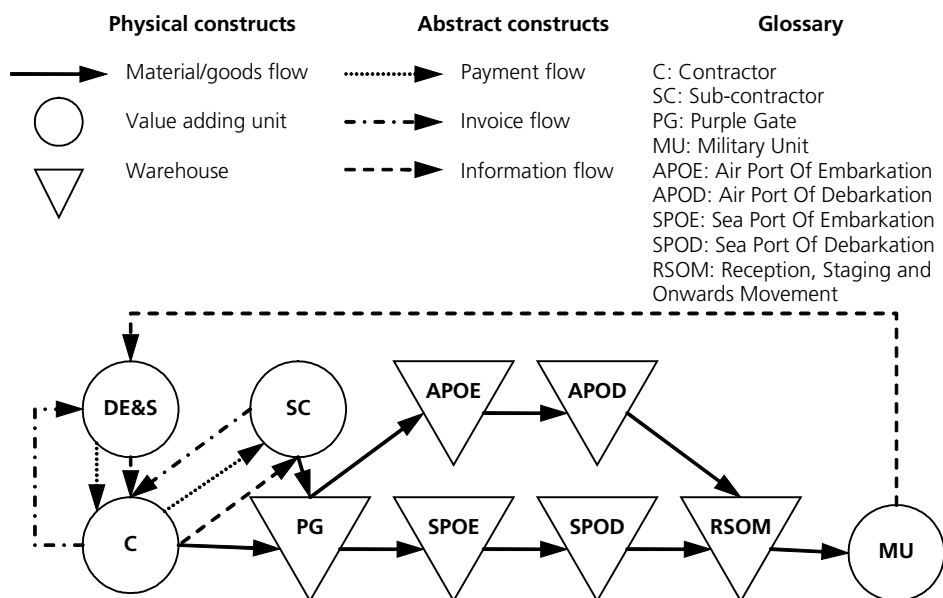 Physical constructs
Abstract constructs
Glossary
Material/goods flow
Payment flow
C: Contractor
SC: Sub-contractor
Value adding unit
Invoice flow
PG: Purple Gate
MU: Military Unit
Warehouse
Information flow
APOE: Air Port Of Embarkation
APOD: Air Port Of Debarkation
SPOE: Sea Port Of Embarkation
SPOD: Sea Port Of Debarkation
RSOM: Reception, Staging and
Onwards Movement
DE&S
SC
APOE
APOD
C
PG
SPOE
SPOD
RSOM
MU